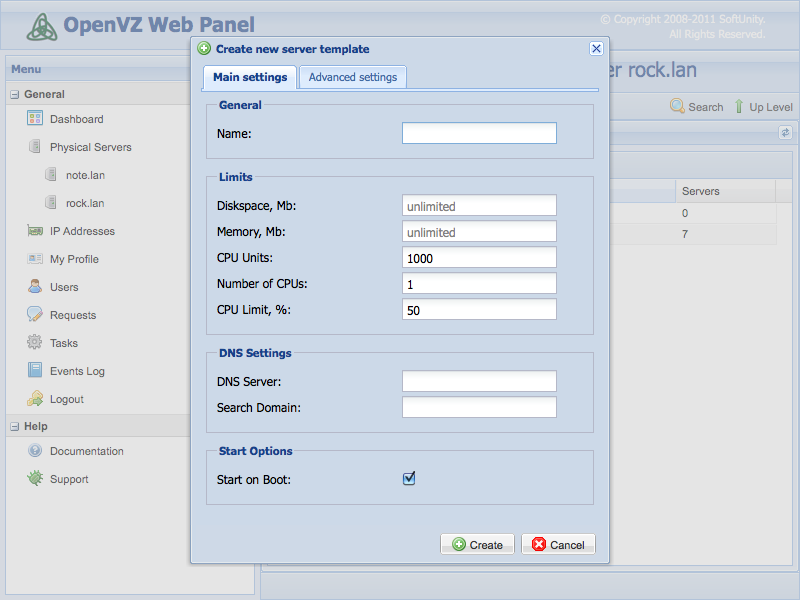 OpenVZ Web Panel
© Copyright 2008-2011 SoftUnity.
All Rights Reserved.
Menu
General
Dashboard
Physical Servers
note.lan
rock.lan
IP Addresses
My Profile
Users
Requests
Tasks
Events Log
Logout
Help
Documentation
Support
er rock.lan
Search
Up Level
Servers
0
7
Create new server template
Main settings
Advanced settings
General
Name:
Limits
Diskspace, Mb: unlimited
Memory, Mb: unlimited
CPU Units: 1000
Number of CPUs: 1
CPU Limit, %: 50
DNS Settings
DNS Server:
Search Domain:
Start Options
Start on Boot:
Create
Cancel